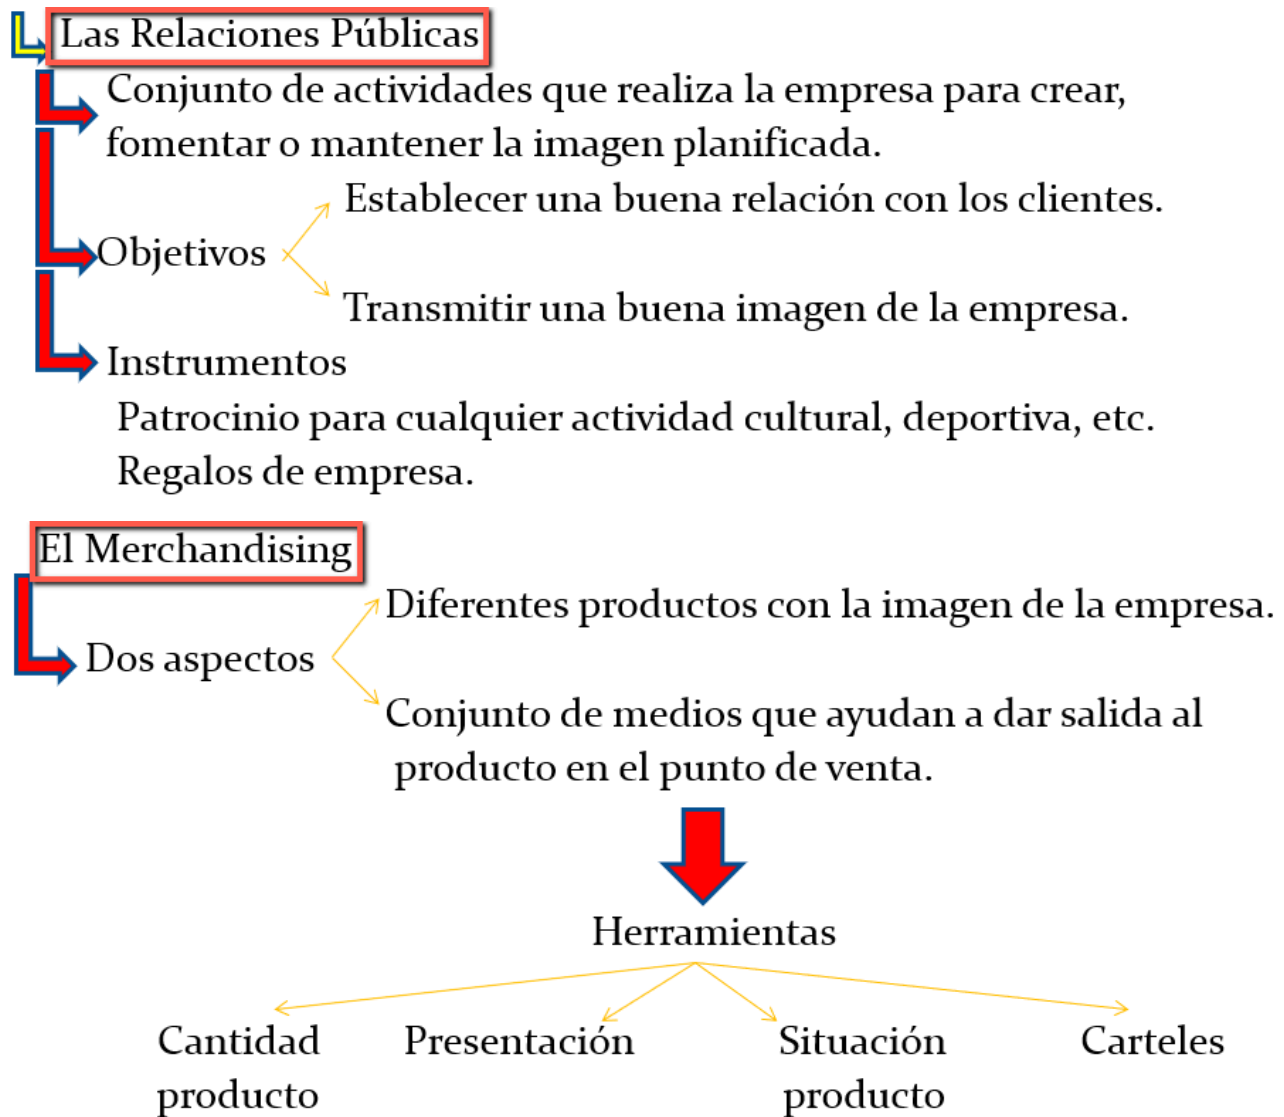 Las Relaciones Públicas
Conjunto de actividades que realiza la empresa para crear,
fomentar o mantener la imagen planificada.
Establecer una buena relación con los clientes.
Objetivos
Transmitir una buena imagen de la empresa.
Instrumentos
Patrocinio para cualquier actividad cultural, deportiva, etc.
Regalos de empresa.
El Merchandising
Diferentes productos con la imagen de la empresa.
Dos aspectos
Conjunto de medios que ayudan a dar salida al
producto en el punto de venta.
Herramientas
Cantidad
producto
Presentación
Situación
producto
Carteles